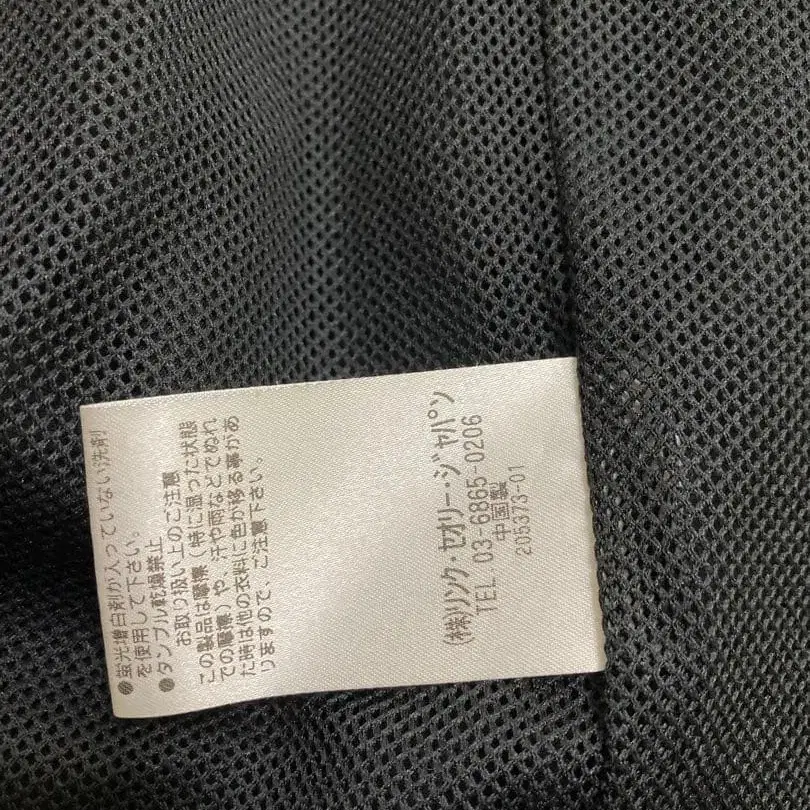 ●蛍光増白剤が入っていない洗剤
を使用して下さい。
●タンブル乾燥禁止
お取り扱い上のご注意
この製品は摩擦(特に湿った状態
での摩擦)や、汗や雨などでぬれ
た時は他の衣料に色が移る事があ
りますので、ご注意下さい。
(株)リンク・セオリー・ジャパン
TEL.03-6865-0206
中国製
205373-01